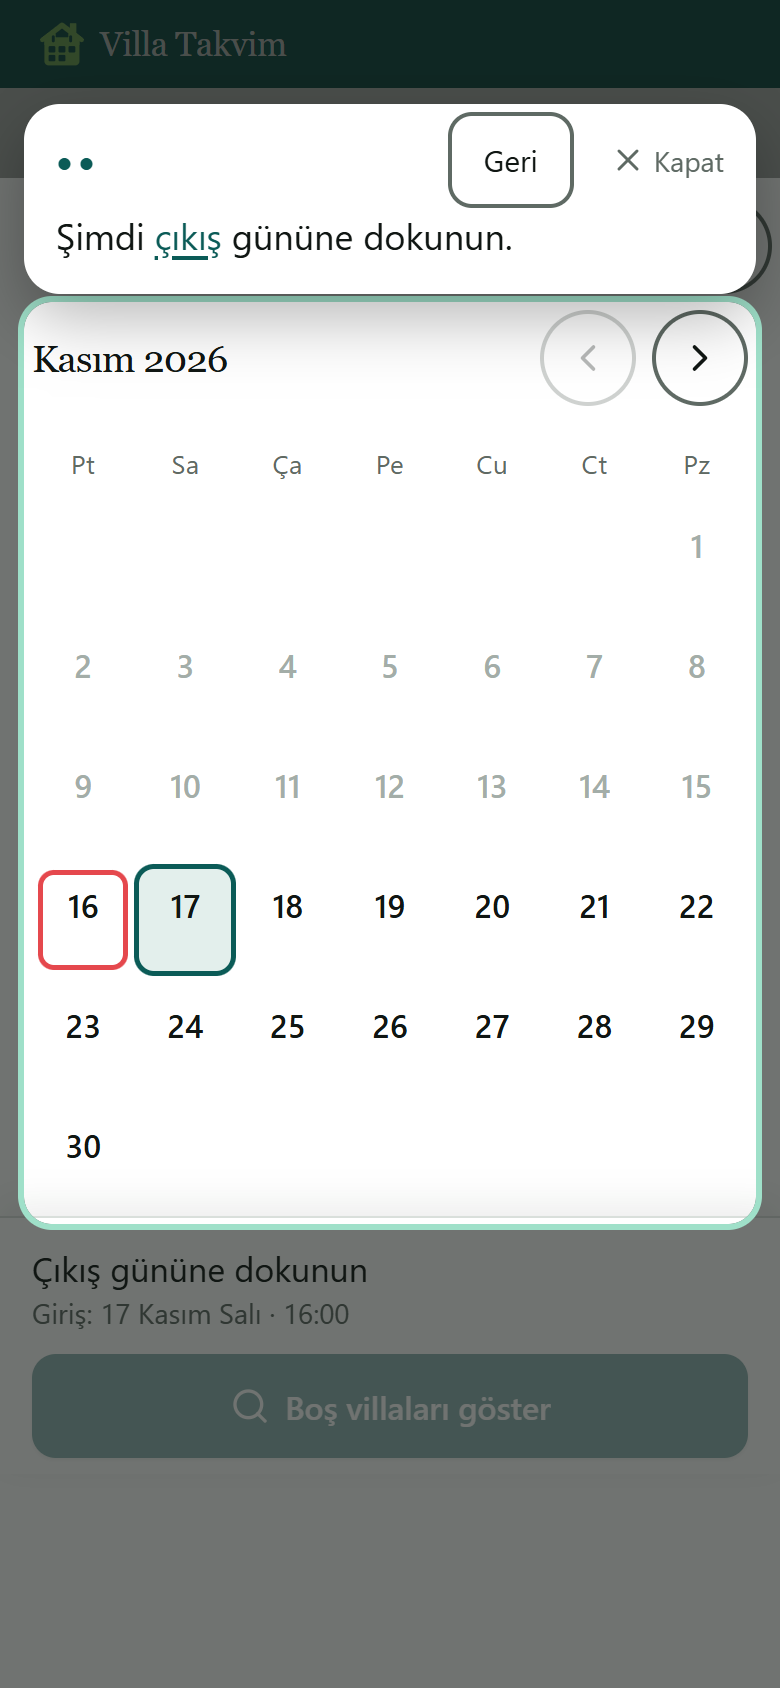 Villa Takvim
Geri
Kapat
Şimdi çıkış gününe dokunun.
Kasım 2026
Pt Sa Ça Pe Cu Ct Pz
1
2 3 4 5 6 7 8
9 10 11 12 13 14 15
16 17 18 19 20 21 22
23 24 25 26 27 28 29
30
Çıkış gününe dokunun
Giriş: 17 Kasım Salı · 16:00
Boş villaları göster